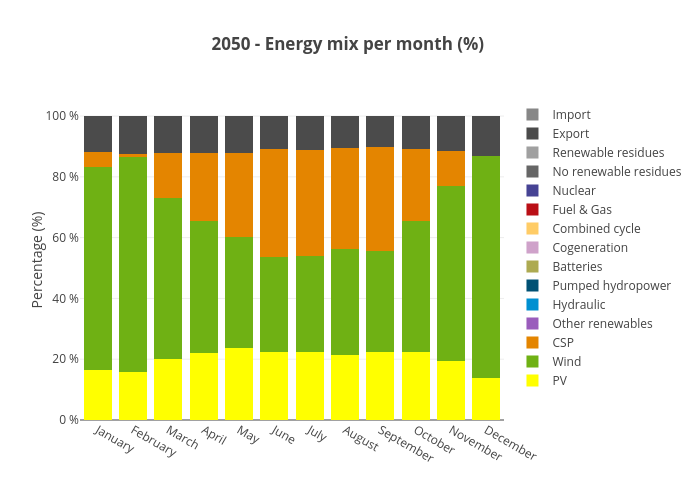 2050 - Energy mix per month (%)
100 %
80 %
60 %
40 %
20 %
0 %
Percentage (%)
January
February
March
April
May
June
July
August
September
October
November
December
Import
Export
Renewable residues
No renewable residues
Nuclear
Fuel & Gas
Combined cycle
Cogeneration
Batteries
Pumped hydropower
Hydraulic
Other renewables
CSP
Wind
PV